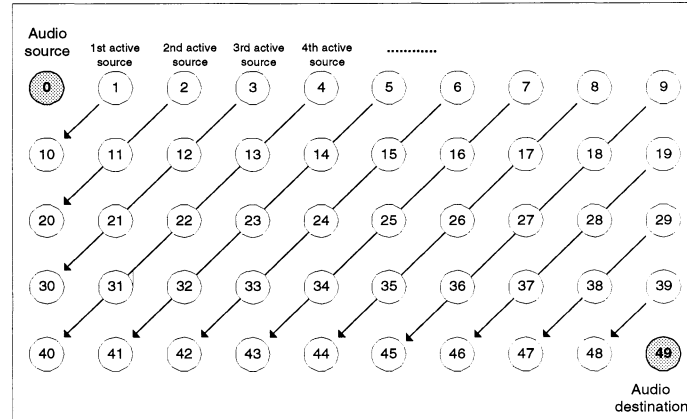 Audio
source
1st active
source
2nd active
source
3rd active
source
4th active
source
............
0 1 2 3 4 5 6 7 8 9
10 11 12 13 14 15 16 17 18 19
20 21 22 23 24 25 26 27 28 29
30 31 32 33 34 35 36 37 38 39
40 41 42 43 44 45 46 47 48 49
Audio
destination